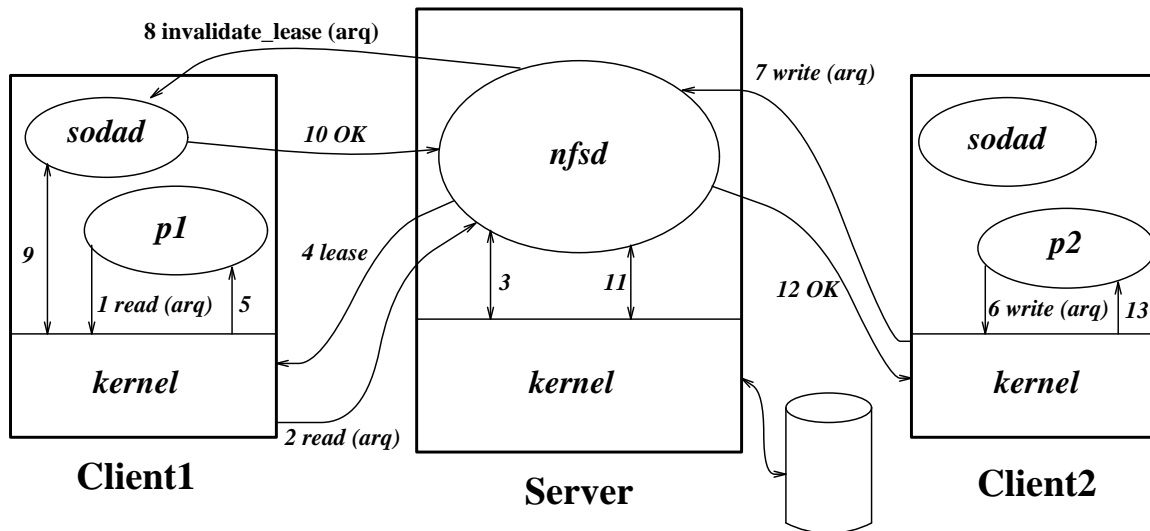 8 invalidate_lease (arq)
7 write (arq)
sodad
10 OK
nfsd
sodad
p1
9
4 lease
3
11
12 OK
p2
1 read (arq)
5
6 write (arq)
13
kernel
kernel
kernel
2 read (arq)
Client1
Server
Client2